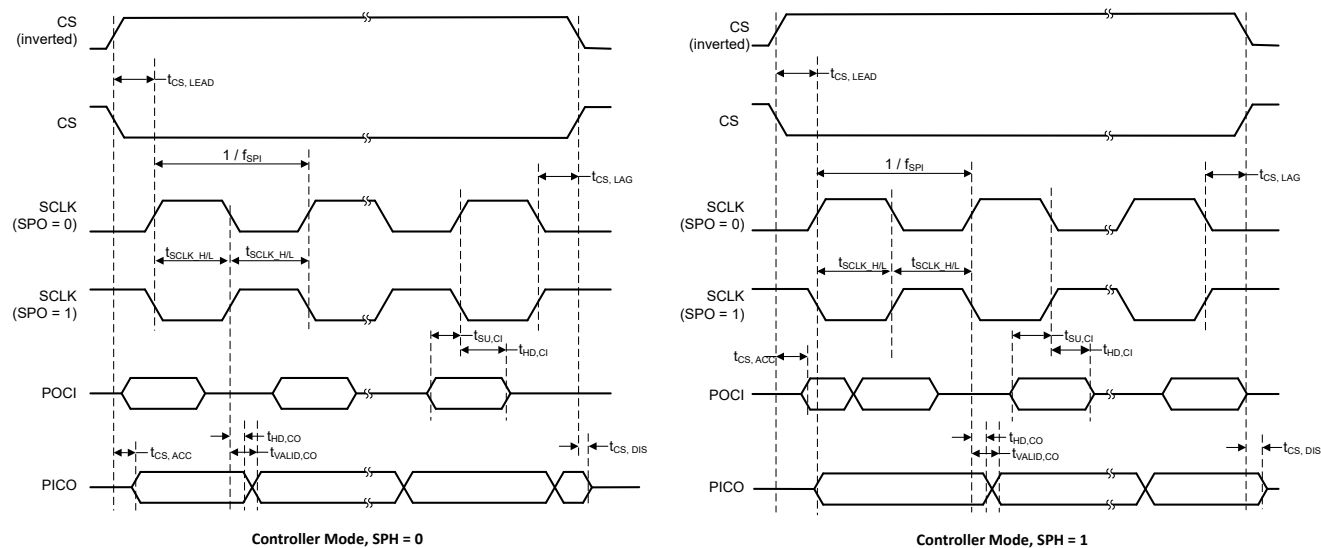 CS
(inverted)
tCS, LEAD
CS
1 / fSPI
tCS, LAG
SCLK
(SPO = 0)
tSCLK_H/L
tSCLK_H/L
SCLK
(SPO = 1)
tSU,CI
tHD,CI
POCI
tHD,CO
tCS, ACC
tVALID,CO
tCS, DIS
PICO
Controller Mode, SPH = 0
CS
(inverted)
tCS, LEAD
CS
1 / fSPI
tCS, LAG
SCLK
(SPO = 0)
tSCLK_H/L
tSCLK_H/L
SCLK
(SPO = 1)
tSU,CI
tCS, ACC
tHD,CI
POCI
tHD,CO
tVALID,CO
tCS, DIS
PICO
Controller Mode, SPH = 1